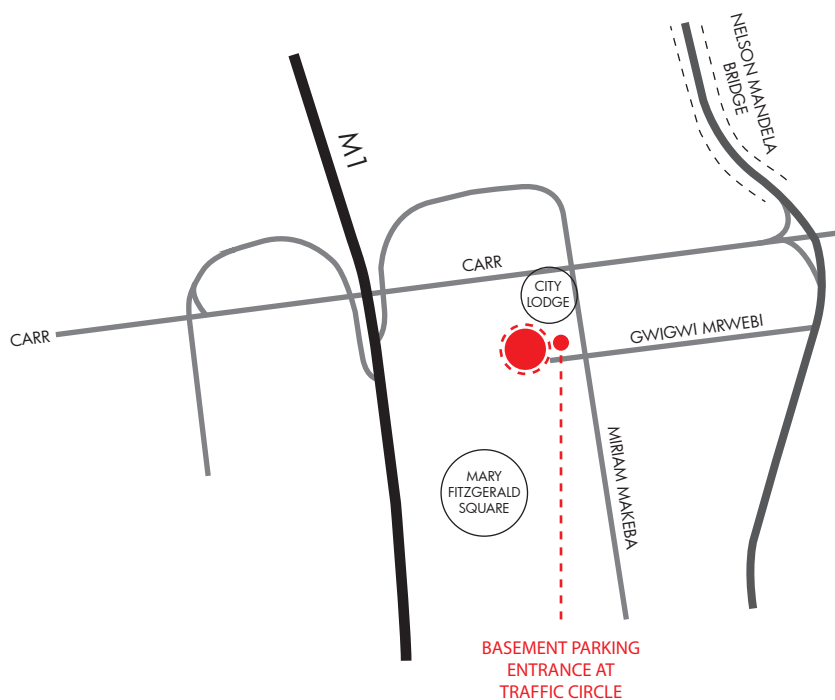 NELSON MANDELA
BRIDGE
M1
CARR
CITY
LODGE
GWIGWI MRWEBI
CARR
MIRIAM MAKEBA
MARY
FITZGERALD
SQUARE
BASEMENT PARKING
ENTRANCE AT
TRAFFIC CIRCLE